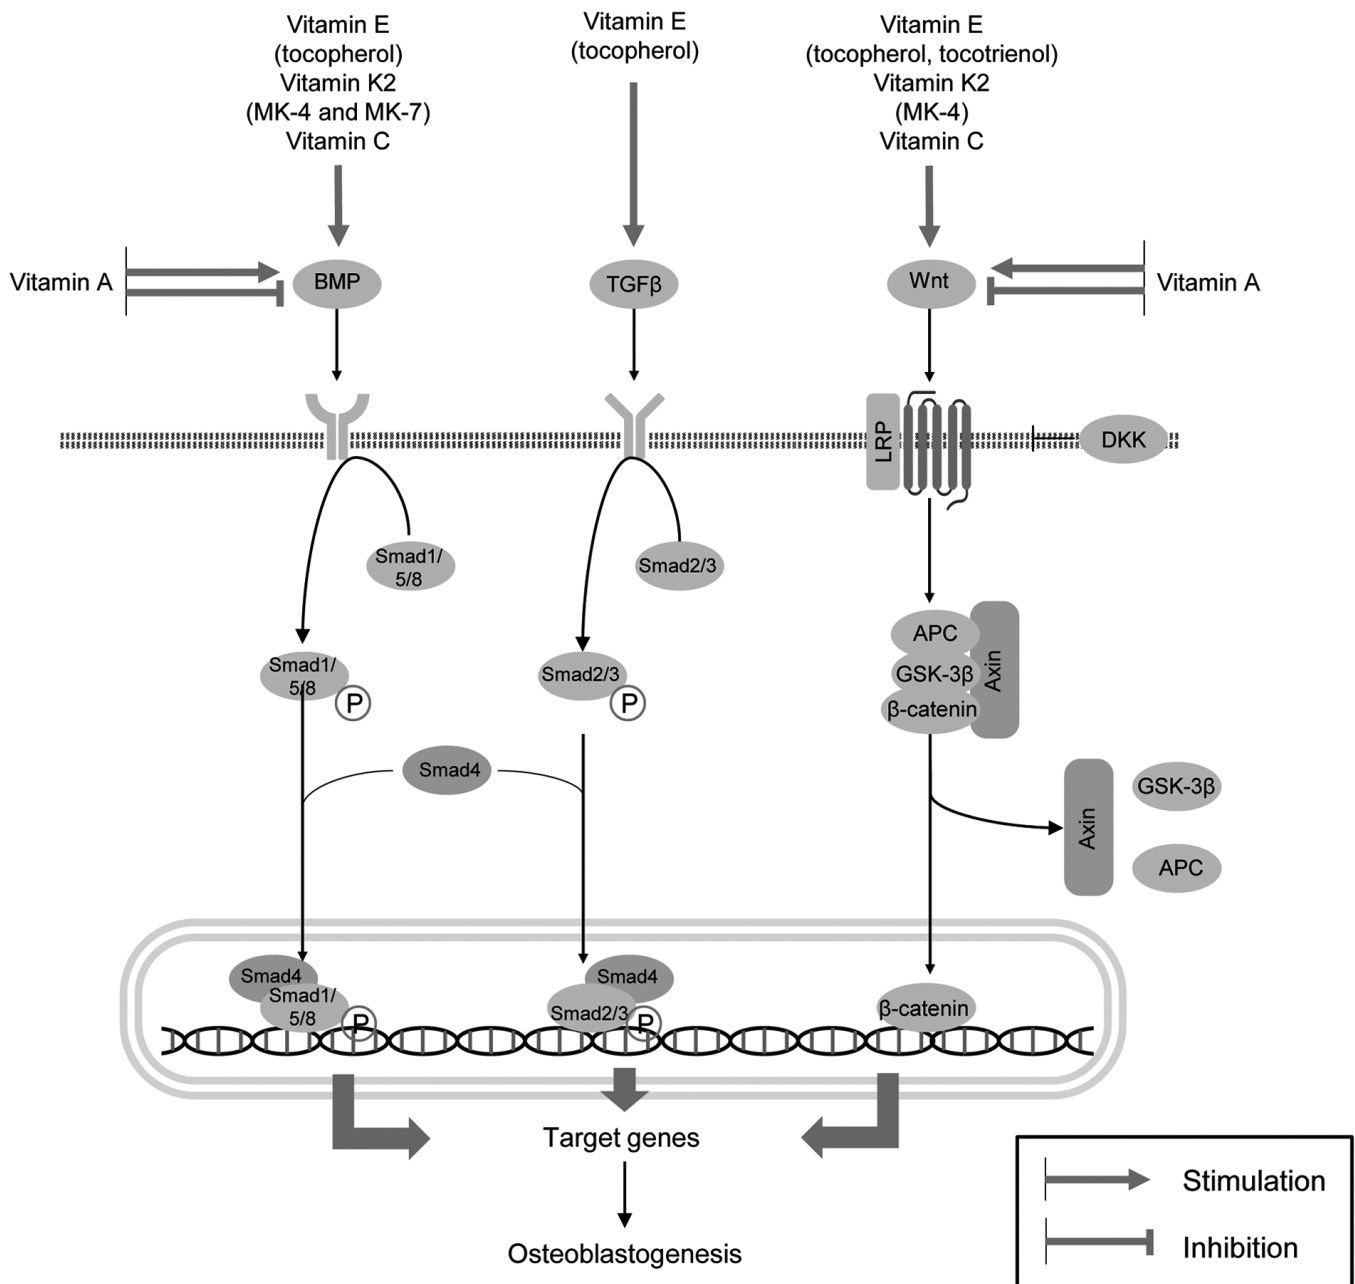 Vitamin E
(tocopherol)
Vitamin K2
(MK-4 and MK-7)
Vitamin C
Vitamin E
(tocopherol)
Vitamin E
(tocopherol, tocotrienol)
Vitamin K2
(MK-4)
Vitamin C
Vitamin A
BMP
TGFβ
Wnt
Vitamin A
LRP
DKK
Smad1/
5/8
Smad2/3
Smad1/
5/8
P
Smad2/3
P
APC
GSK-3β
β-catenin
Axin
Smad4
Axin
GSK-3β
APC
Smad4
Smad1/
5/8
P
Smad4
Smad2/3
P
β-catenin
Target genes
Osteoblastogenesis
Stimulation
Inhibition